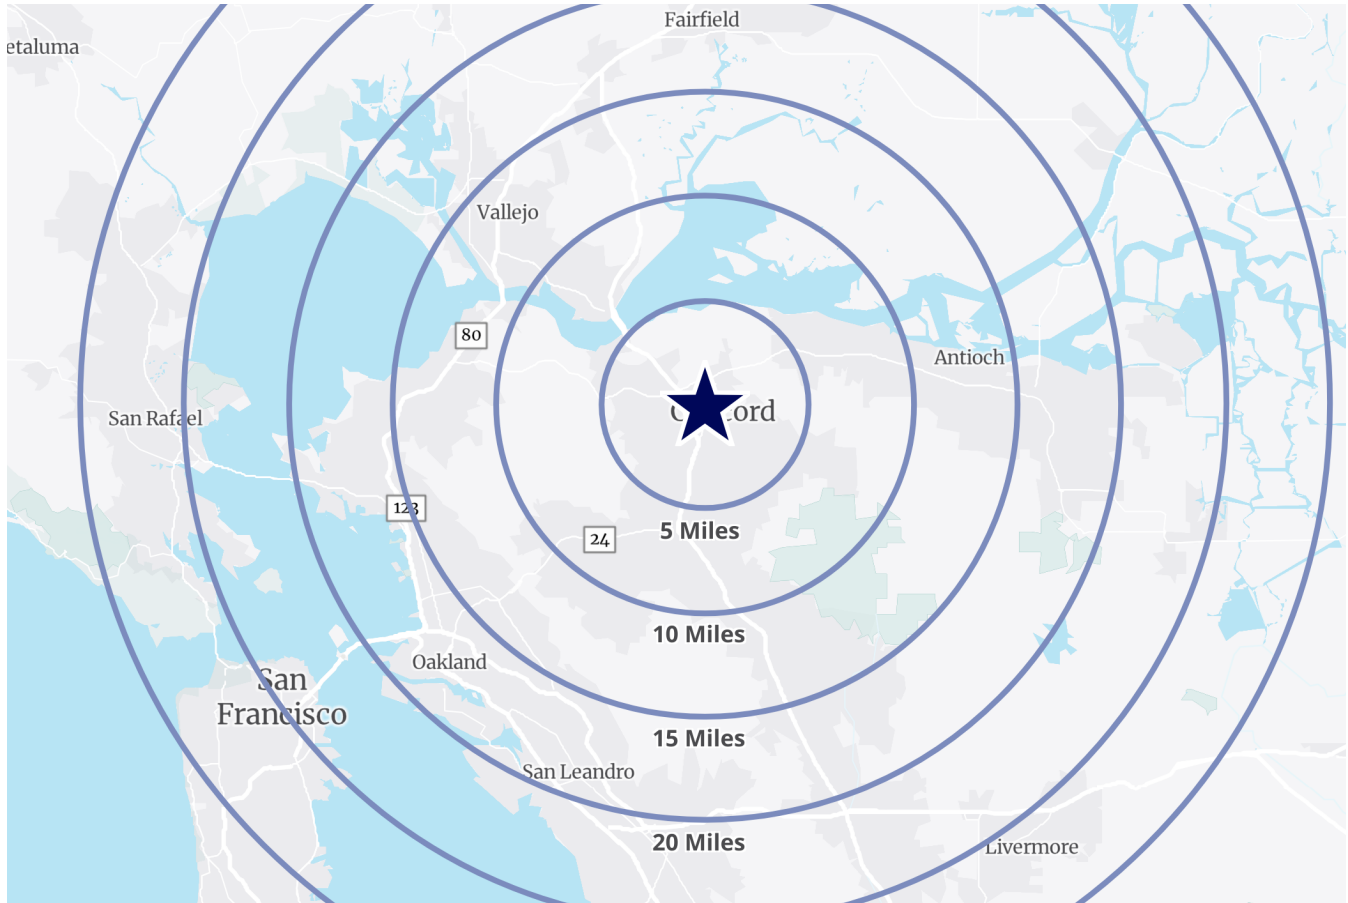 Fairfield
etaluma
Vallejo
80
Antioch
San Rafael
123
5 Miles
24
10 Miles
Oakland
San
Francisco
15 Miles
San Leandro
20 Miles
Livermore